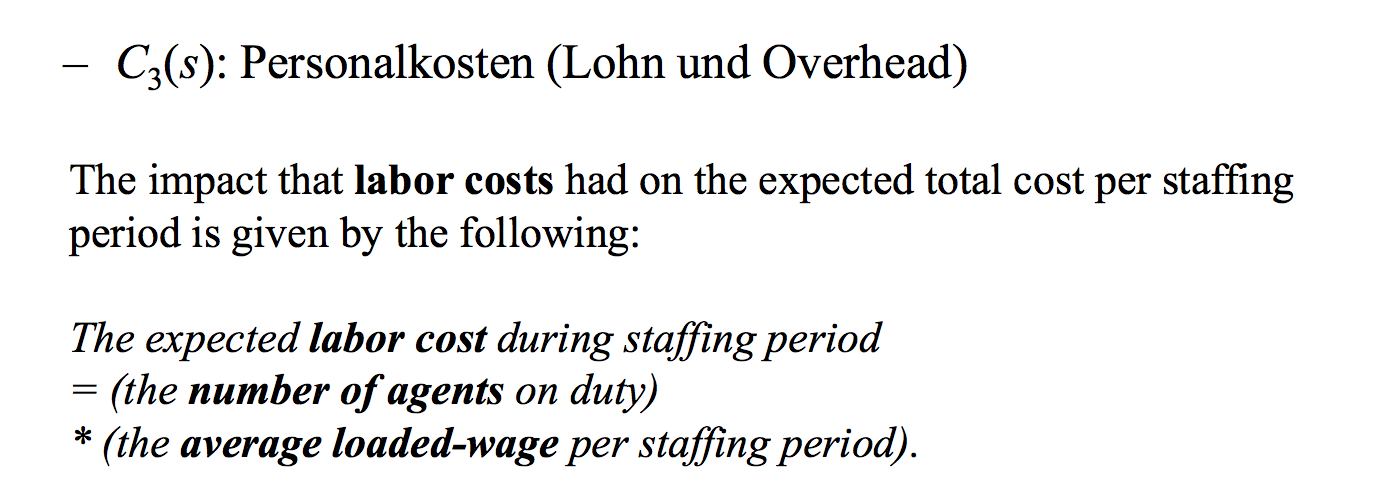 – C₃(s): Personalkosten (Lohn und Overhead)
The impact that labor costs had on the expected total cost per staffing
period is given by the following:
The expected labor cost during staffing period
= (the number of agents on duty)
* (the average loaded-wage per staffing period).